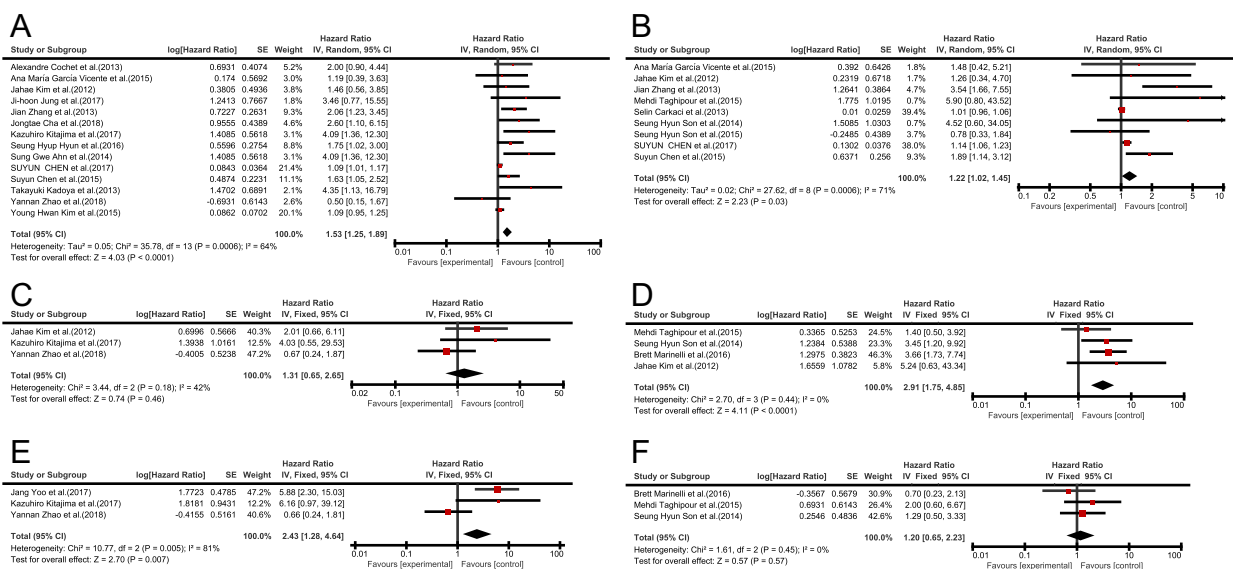 A
Hazard Ratio Hazard Ratio
Study or Subgroup log[Hazard Ratio] SE Weight IV, Random, 95% CI IV, Random, 95% CI
Alexandre Cochet et al.(2013) 0.6931 0.4074 5.2% 2.00 [0.90, 4.44]
Ana María García Vicente et al.(2015) 0.174 0.5692 3.0% 1.19 [0.39, 3.63]
Jahae Kim et al.(2012) 0.3805 0.4936 3.8% 1.46 [0.56, 3.85]
Ji-hoon Jung et al.(2017) 1.2413 0.7667 1.7% 3.46 [0.77, 15.55]
Jian Zhang et al.(2013) 0.7227 0.2631 9.3% 2.06 [1.23, 3.45]
Jongtae Cha et al.(2018) 0.9555 0.4389 4.6% 2.60 [1.10, 6.15]
Kazuhiro Kitajima et al.(2017) 1.4085 0.5618 3.1% 4.09 [1.36, 12.30]
Seung Hyup Hyun et al.(2016) 0.5596 0.2754 8.8% 1.75 [1.02, 3.00]
Sung Gwe Ahn et al.(2014) 1.4085 0.5618 3.1% 4.09 [1.36, 12.30]
SUYUN CHEN et al.(2017) 0.0843 0.0364 21.4% 1.09 [1.01, 1.17]
Suyun Chen et al.(2015) 0.4874 0.2231 11.1% 1.63 [1.05, 2.52]
Takayuki Kadoya et al.(2013) 1.4702 0.6891 2.1% 4.35 [1.13, 16.79]
Yannan Zhao et al.(2018) -0.6931 0.6143 2.6% 0.50 [0.15, 1.67]
Young Hwan Kim et al.(2015) 0.0862 0.0702 20.1% 1.09 [0.95, 1.25]
Total (95% CI) 100.0% 1.53 [1.25, 1.89]
Heterogeneity: Tau² = 0.05; Chi² = 35.78, df = 13 (P = 0.0006); I² = 64%
Test for overall effect: Z = 4.03 (P < 0.0001)
0.01 0.1 1 10 100
Favours [experimental] Favours [control]
B
Hazard Ratio Hazard Ratio
Study or Subgroup log[Hazard Ratio] SE Weight IV, Random, 95% CI IV, Random, 95% CI
Ana María García Vicente et al.(2015) 0.392 0.6426 1.8% 1.48 [0.42, 5.21]
Jahae Kim et al.(2012) 0.2319 0.6718 1.6% 1.26 [0.34, 4.70]
Jian Zhang et al.(2013) 1.2641 0.3864 4.5% 3.54 [1.66, 7.55]
Mehdi Taghipour et al.(2015) 1.775 1.0195 0.7% 5.90 [0.80, 43.52]
Selin Carkaci et al.(2013) 0.01 0.0259 39.4% 1.01 [0.96, 1.06]
Seung Hyun Son et al.(2014) 1.5085 1.0303 0.7% 4.52 [0.60, 34.05]
Seung Hyun Son et al.(2015) -0.2485 0.4389 3.9% 0.78 [0.33, 1.84]
SUYUN CHEN et al.(2017) 0.1302 0.0376 38.0% 1.14 [1.06, 1.23]
Suyun Chen et al.(2015) 0.6371 0.256 9.3% 1.89 [1.14, 3.12]
Total (95% CI) 100.0% 1.22 [1.02, 1.45]
Heterogeneity: Tau² = 0.02; Chi² = 27.62, df = 8 (P = 0.0006); I² = 71%
Test for overall effect: Z = 2.23 (P = 0.03)
0.1 0.2 0.5 1 2 5 10
Favours [experimental] Favours [control]
C
Hazard Ratio Hazard Ratio
Study or Subgroup log[Hazard Ratio] SE Weight IV, Fixed, 95% CI IV, Fixed, 95% CI
Jahae Kim et al.(2012) 0.6996 0.5666 40.3% 2.01 [0.66, 6.11]
Kazuhiro Kitajima et al.(2017) 1.3938 1.0161 12.5% 4.03 [0.55, 29.53]
Yannan Zhao et al.(2018) -0.4005 0.5238 47.2% 0.67 [0.24, 1.87]
Total (95% CI) 100.0% 1.31 [0.65, 2.65]
Heterogeneity: Chi² = 3.44, df = 2 (P = 0.18); I² = 42%
Test for overall effect: Z = 0.74 (P = 0.46)
0.02 0.1 1 10 50
Favours [experimental] Favours [control]
D
Hazard Ratio Hazard Ratio
Study or Subgroup log[Hazard Ratio] SE Weight IV, Fixed, 95% CI IV Fixed 95% CI
Mehdi Taghipour et al.(2015) 0.3365 0.5253 24.5% 1.40 [0.50, 3.92]
Seung Hyun Son et al.(2014) 1.2384 0.5388 23.3% 3.45 [1.20, 9.92]
Brett Marinelli et al.(2016) 1.2975 0.3823 46.3% 3.66 [1.73, 7.74]
Jahae Kim et al.(2012) 1.6559 1.0782 5.8% 5.24 [0.63, 43.34]
Total (95% CI) 100.0% 2.91 [1.75, 4.85]
Heterogeneity: Chi² = 2.70, df = 3 (P = 0.44); I² = 0%
Test for overall effect: Z = 4.11 (P < 0.0001)
0.01 0.1 1 10 100
Favours [experimental] Favours [control]
E
Hazard Ratio Hazard Ratio
Study or Subgroup log[Hazard Ratio] SE Weight IV, Fixed, 95% CI IV, Fixed, 95% CI
Jang Yoo et al.(2017) 1.7723 0.4785 47.2% 5.88 [2.30, 15.03]
Kazuhiro Kitajima et al.(2017) 1.8181 0.9431 12.2% 6.16 [0.97, 39.12]
Yannan Zhao et al.(2018) -0.4155 0.5161 40.6% 0.66 [0.24, 1.81]
Total (95% CI) 100.0% 2.43 [1.28, 4.64]
Heterogeneity: Chi² = 10.77, df = 2 (P = 0.005); I² = 81%
Test for overall effect: Z = 2.70 (P = 0.007)
0.01 0.1 1 10 100
Favours [experimental] Favours [control]
F
Hazard Ratio Hazard Ratio
Study or Subgroup log[Hazard Ratio] SE Weight IV, Fixed, 95% CI IV Fixed, 95% CI
Brett Marinelli et al.(2016) -0.3567 0.5679 30.9% 0.70 [0.23, 2.13]
Mehdi Taghipour et al.(2015) 0.6931 0.6143 26.4% 2.00 [0.60, 6.67]
Seung Hyun Son et al.(2014) 0.2546 0.4836 42.6% 1.29 [0.50, 3.33]
Total (95% CI) 100.0% 1.20 [0.65, 2.23]
Heterogeneity: Chi² = 1.61, df = 2 (P = 0.45); I² = 0%
Test for overall effect: Z = 0.57 (P = 0.57)
0.01 0.1 1 10 100
Favours [experimental] Favours [control]